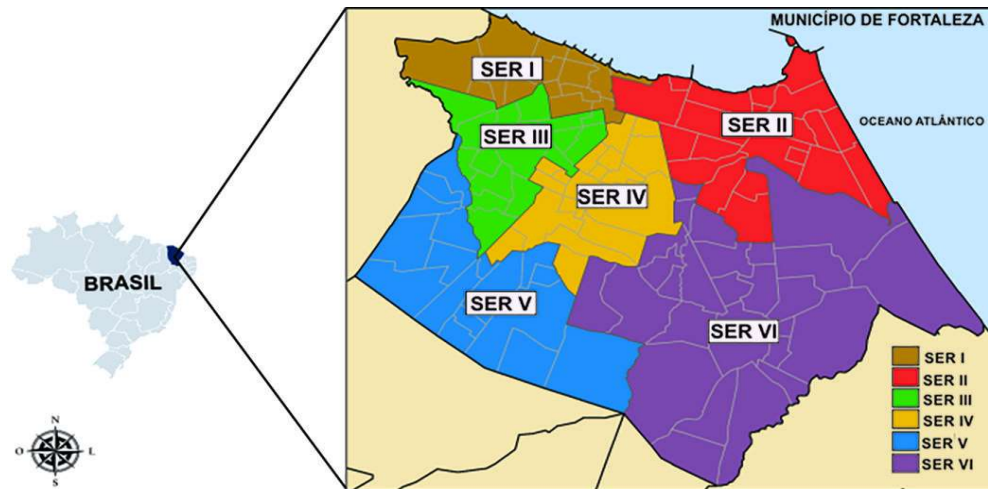 MUNICÍPIO DE FORTALEZA
SER I
OCEANO ATLÂNTICO
SER II
SER III
SER IV
BRASIL
SER V
SER VI
SER I
SER II
SER III
SER IV
SER V
SER VI
N
O
L
S